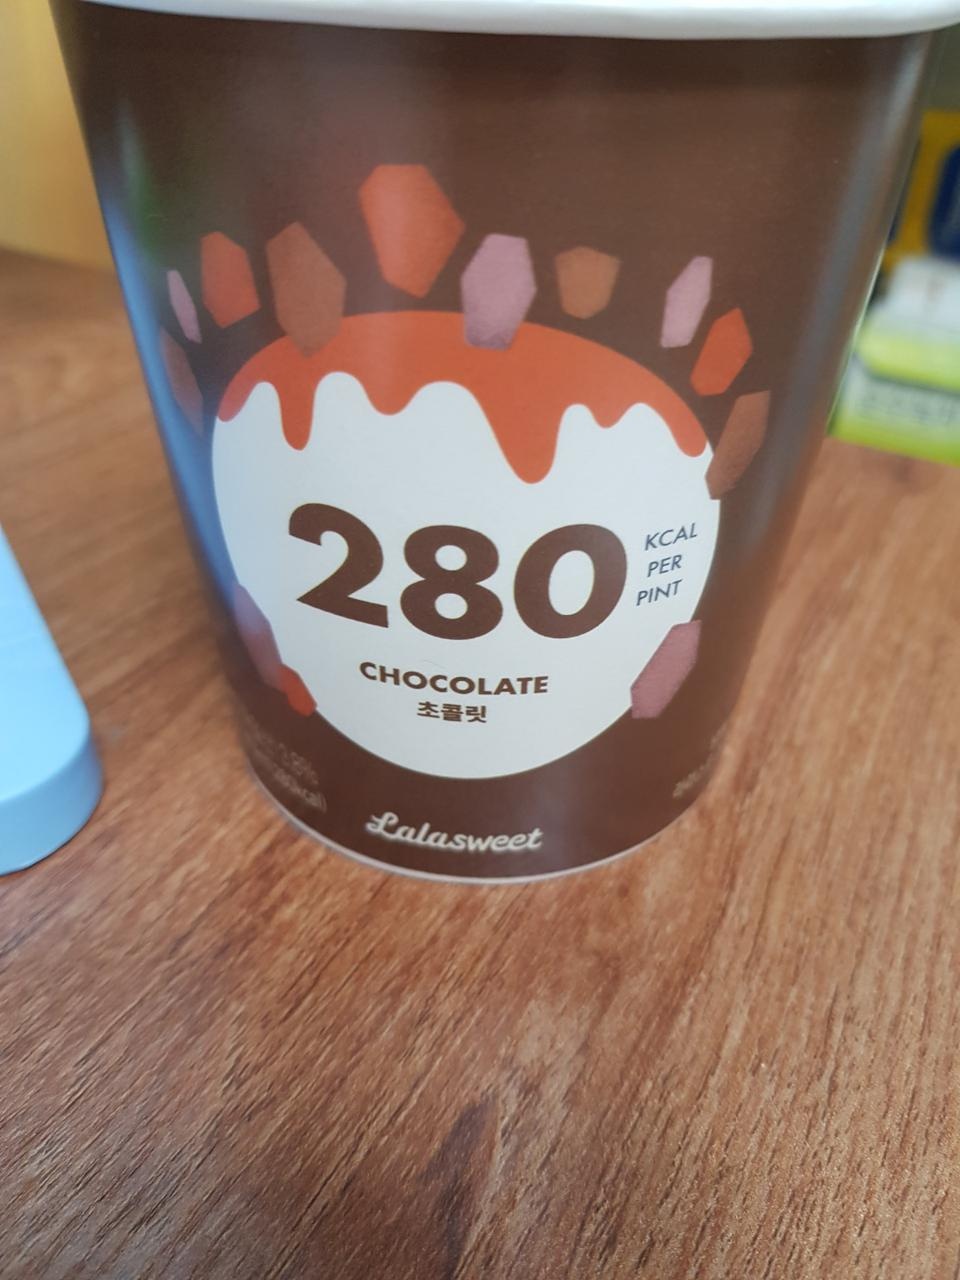 280
KCAL
PER
PINT
CHOCOLATE
초콜릿
Lalasweet